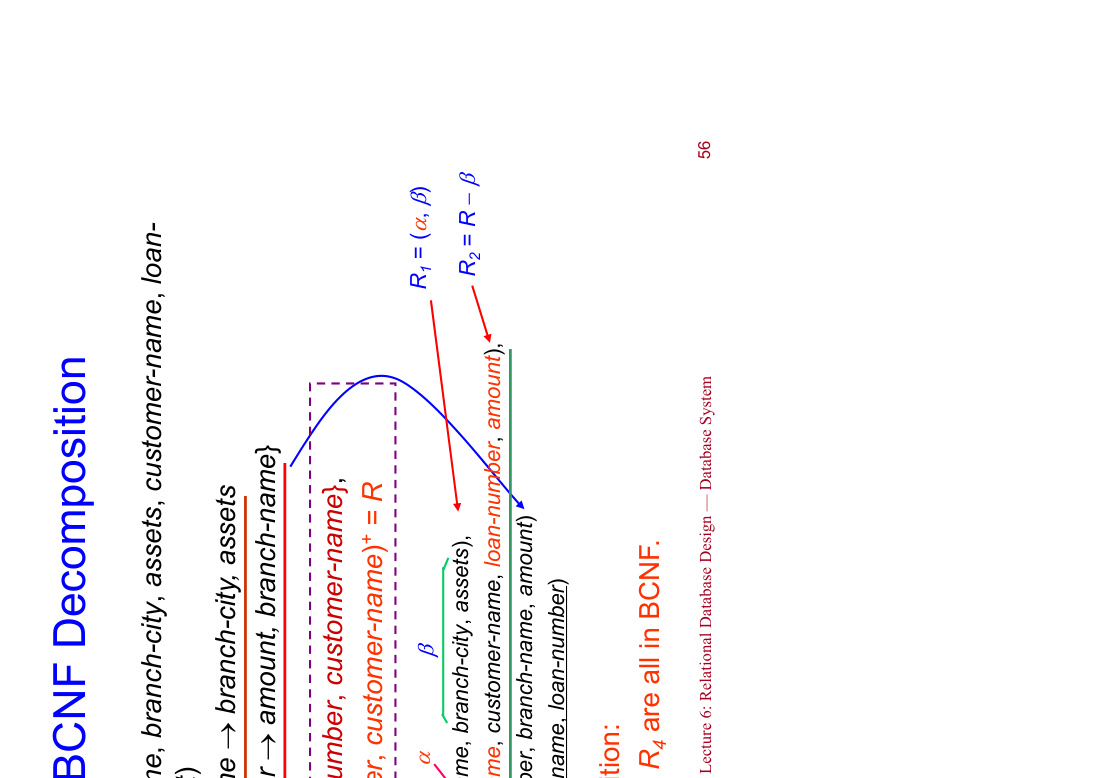 BCNF Decomposition
me, branch-city, assets, customer-name, loan-
t)
me → branch-city, assets
r → amount, branch-name}
umber, customer-name},
er, customer-name)⁺ = R
R₁ = (α, β)
R₂ = R − β
α
β
me, branch-city, assets),
me, customer-name, loan-number, amount),
ber, branch-name, amount)
name, loan-number)
tion:
R₄ are all in BCNF.
Lecture 6: Relational Database Design — Database System
56